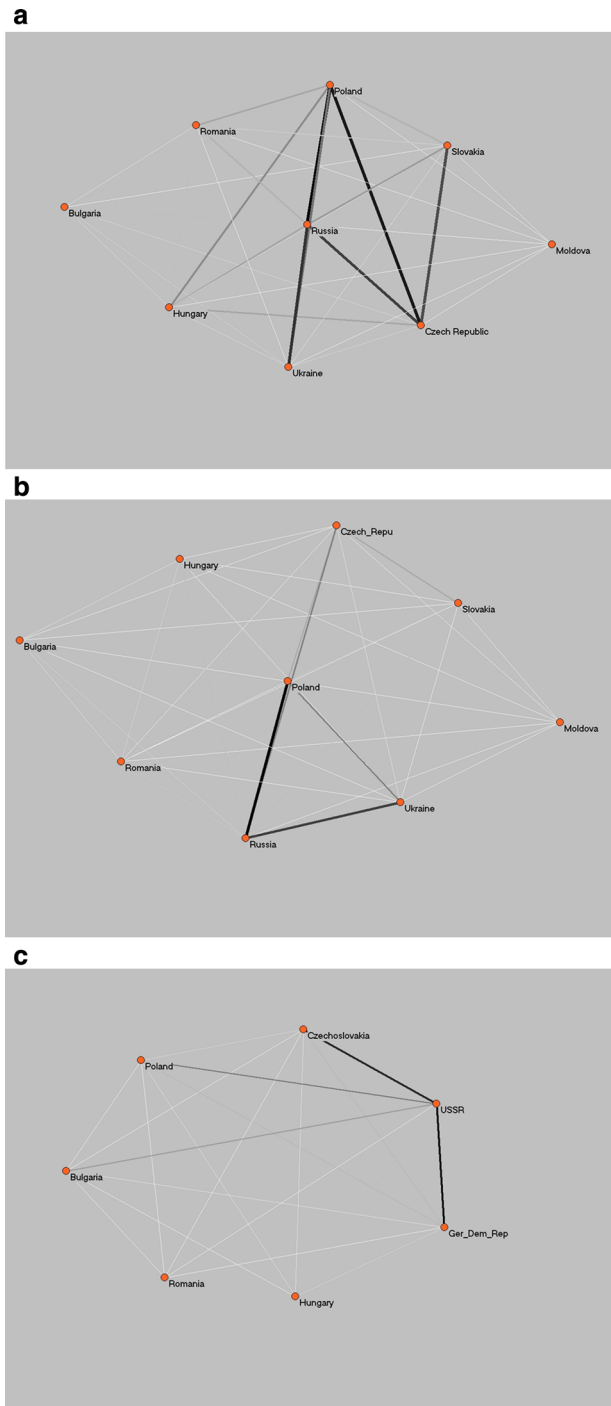 a
Poland
Romania
Slovakia
Bulgaria
Russia
Moldova
Hungary
Czech Republic
Ukraine
b
Czech_Repu
Hungary
Slovakia
Bulgaria
Poland
Moldova
Romania
Ukraine
Russia
c
Czechoslovakia
Poland
USSR
Bulgaria
Ger_Dem_Rep
Romania
Hungary